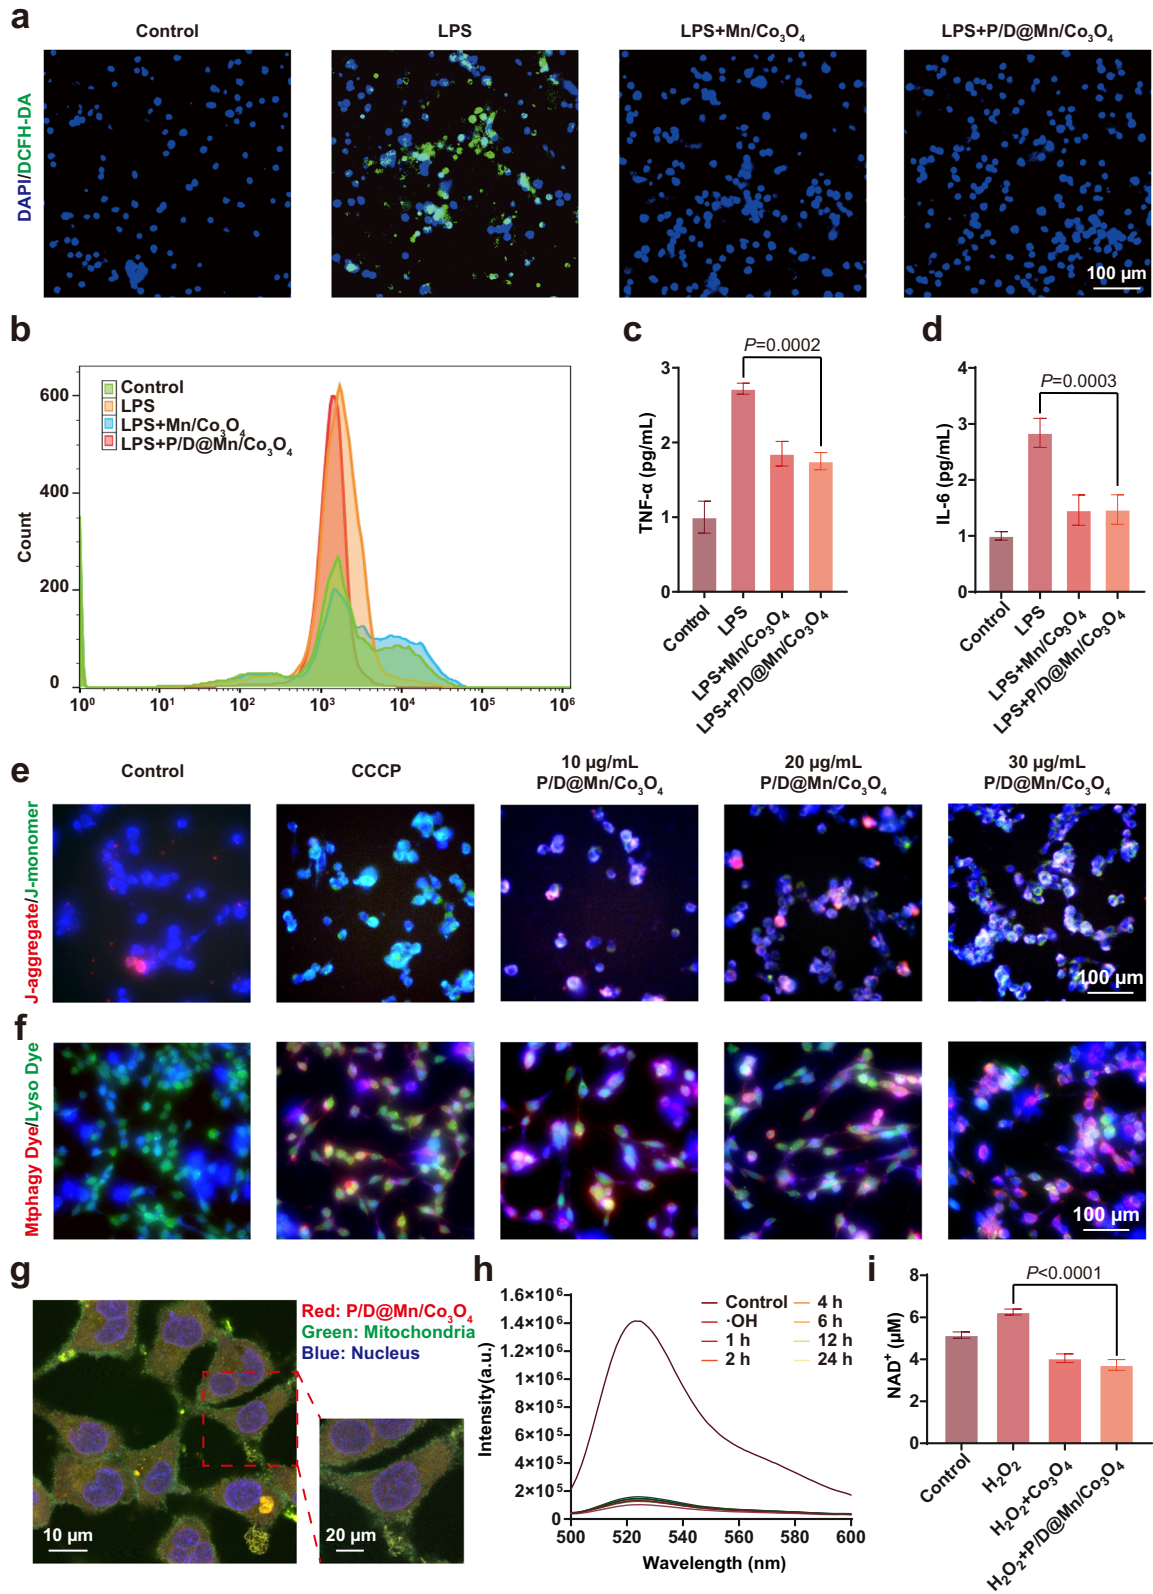 a
Control
LPS
LPS+Mn/Co₃O₄
LPS+P/D@Mn/Co₃O₄
DAPI/DCFH-DA
100 µm
b
Count
600
400
200
0
10⁰ 10¹ 10² 10³ 10⁴ 10⁵ 10⁶
Control
LPS
LPS+Mn/Co₃O₄
LPS+P/D@Mn/Co₃O₄
c
P=0.0002
TNF-α (pg/mL)
3
2
1
0
Control
LPS
LPS+Mn/Co₃O₄
LPS+P/D@Mn/Co₃O₄
d
P=0.0003
IL-6 (pg/mL)
4
3
2
1
0
Control
LPS
LPS+Mn/Co₃O₄
LPS+P/D@Mn/Co₃O₄
e
Control
CCCP
10 µg/mL
P/D@Mn/Co₃O₄
20 µg/mL
P/D@Mn/Co₃O₄
30 µg/mL
P/D@Mn/Co₃O₄
J-aggregate/J-monomer
100 µm
f
Mtphagy Dye/Lyso Dye
100 µm
g
Red: P/D@Mn/Co₃O₄
Green: Mitochondria
Blue: Nucleus
10 µm
20 µm
h
Intensity(a.u.)
1.6×10⁶
1.4×10⁶
1.2×10⁶
1×10⁶
8×10⁵
6×10⁵
4×10⁵
2×10⁵
0
500 520 540 560 580 600
Wavelength (nm)
Control
·OH
1 h
2 h
4 h
6 h
12 h
24 h
i
P<0.0001
NAD⁺ (µM)
8
6
4
2
0
Control
H₂O₂
H₂O₂+Co₃O₄
H₂O₂+P/D@Mn/Co₃O₄